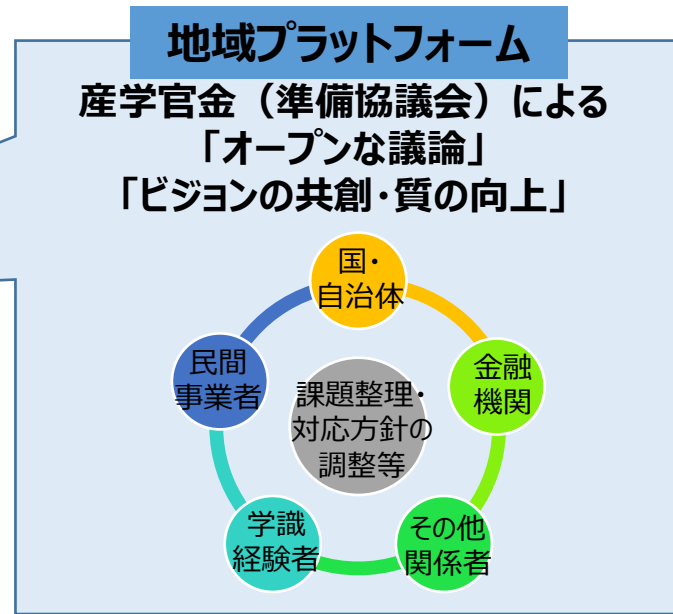 地域プラットフォーム
産学官金（準備協議会）による
「オープンな議論」
「ビジョンの共創・質の向上」
国・
自治体
民間
事業者
金融
機関
課題整理・
対応方針の
調整等
学識
経験者
その他
関係者